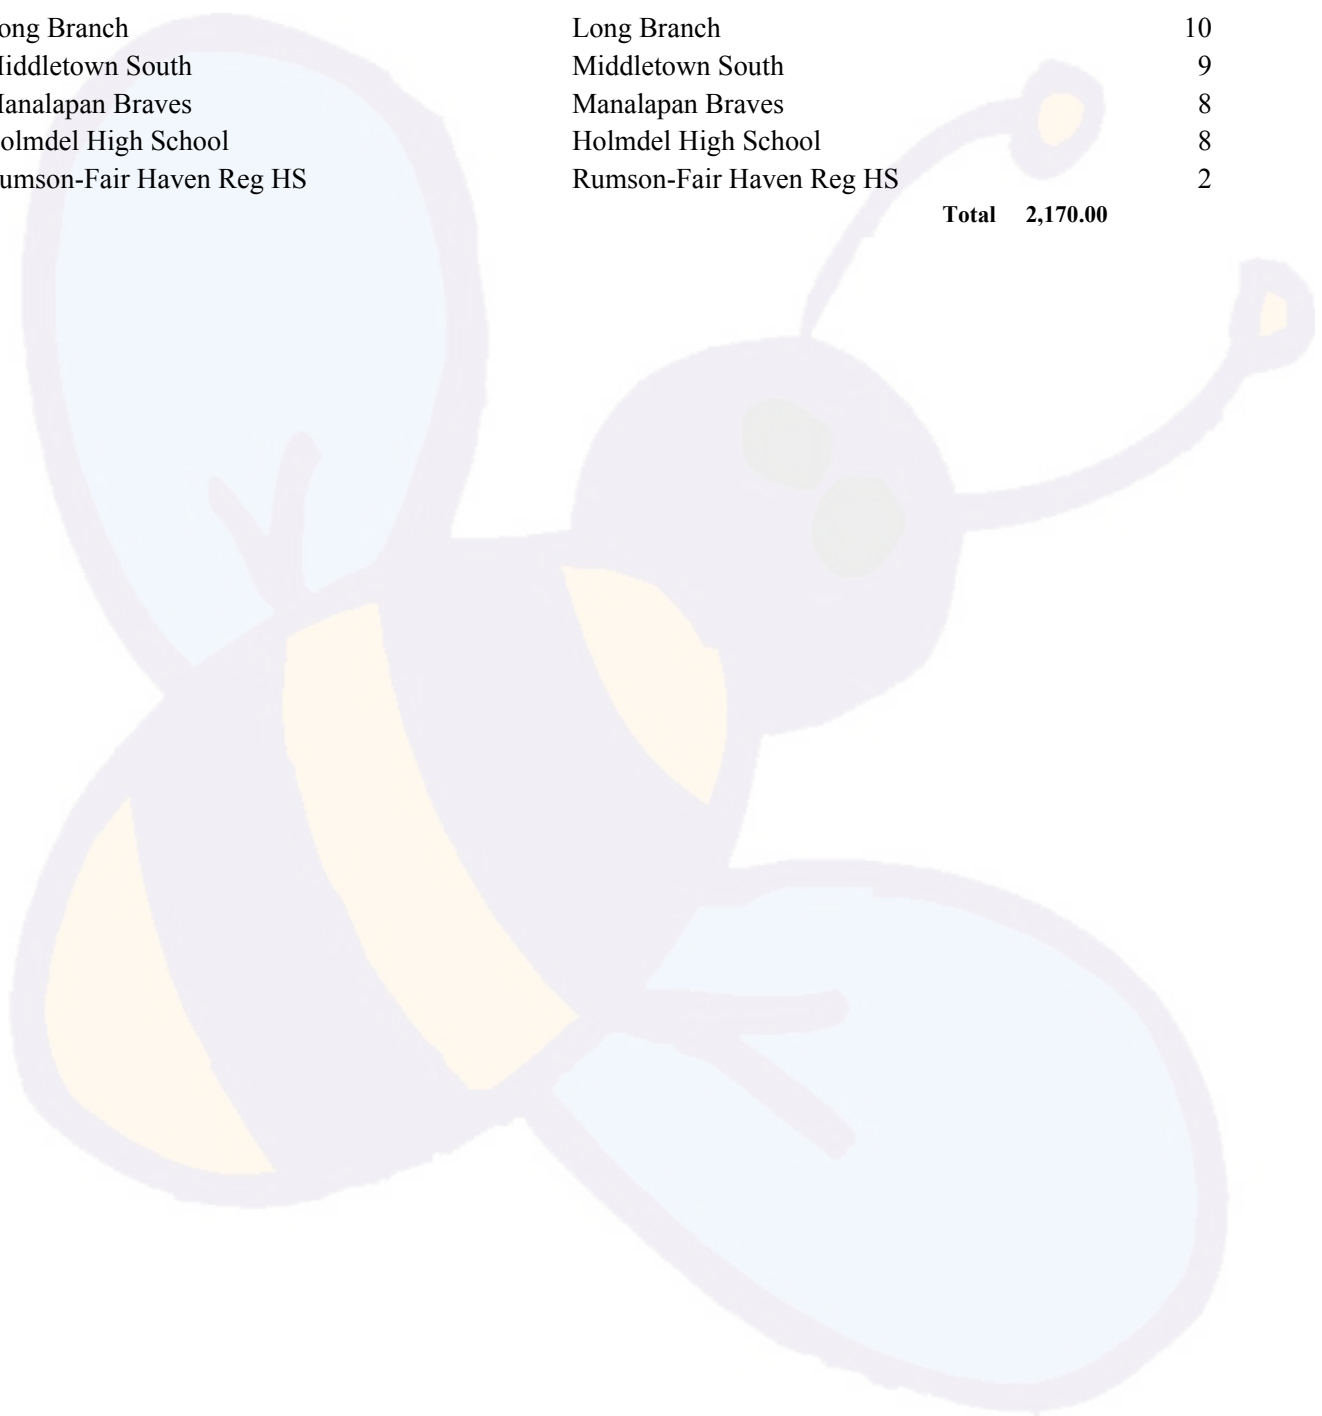 ong Branch Long Branch 10
iddletown South Middletown South 9
analapan Braves Manalapan Braves 8
olmdel High School Holmdel High School 8
umson-Fair Haven Reg HS Rumson-Fair Haven Reg HS 2
Total 2,170.00